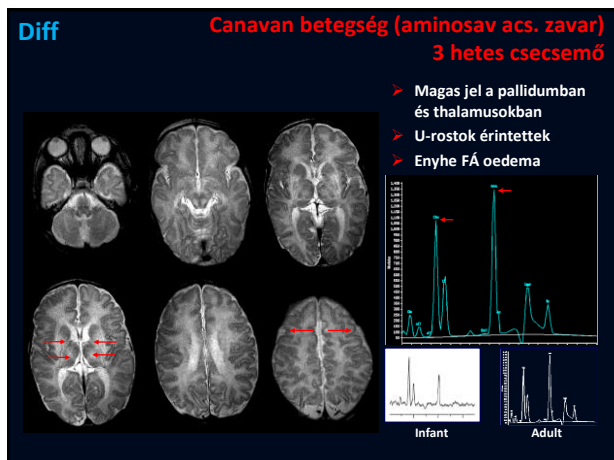 Diff
Canavan betegség (aminosav acs. zavar)
3 hetes csecsemő
Magas jel a pallidumban
és thalamusokban
U-rostok érintettek
Enyhe FÁ oedema
Infant
Adult